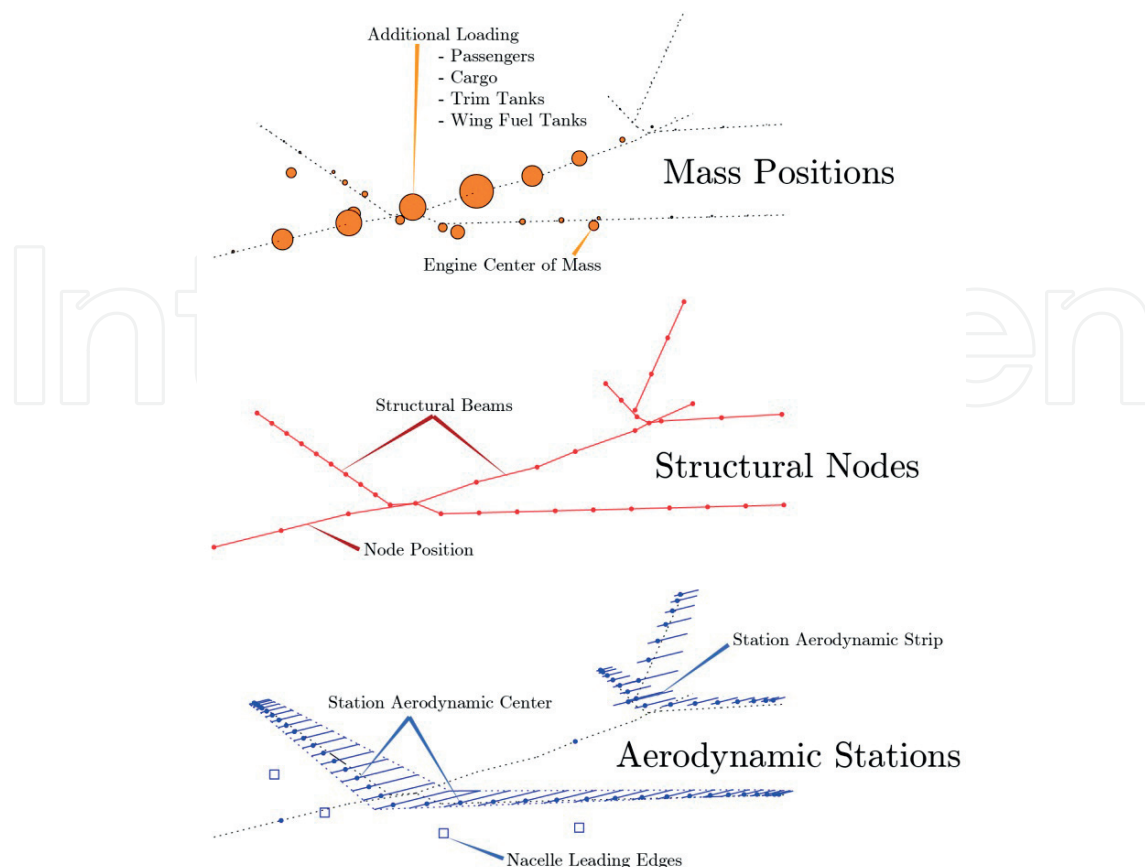 Additional Loading
- Passengers
- Cargo
- Trim Tanks
- Wing Fuel Tanks
Mass Positions
Engine Center of Mass
Structural Beams
Structural Nodes
Node Position
Station Aerodynamic Strip
Station Aerodynamic Center
Aerodynamic Stations
Nacelle Leading Edges